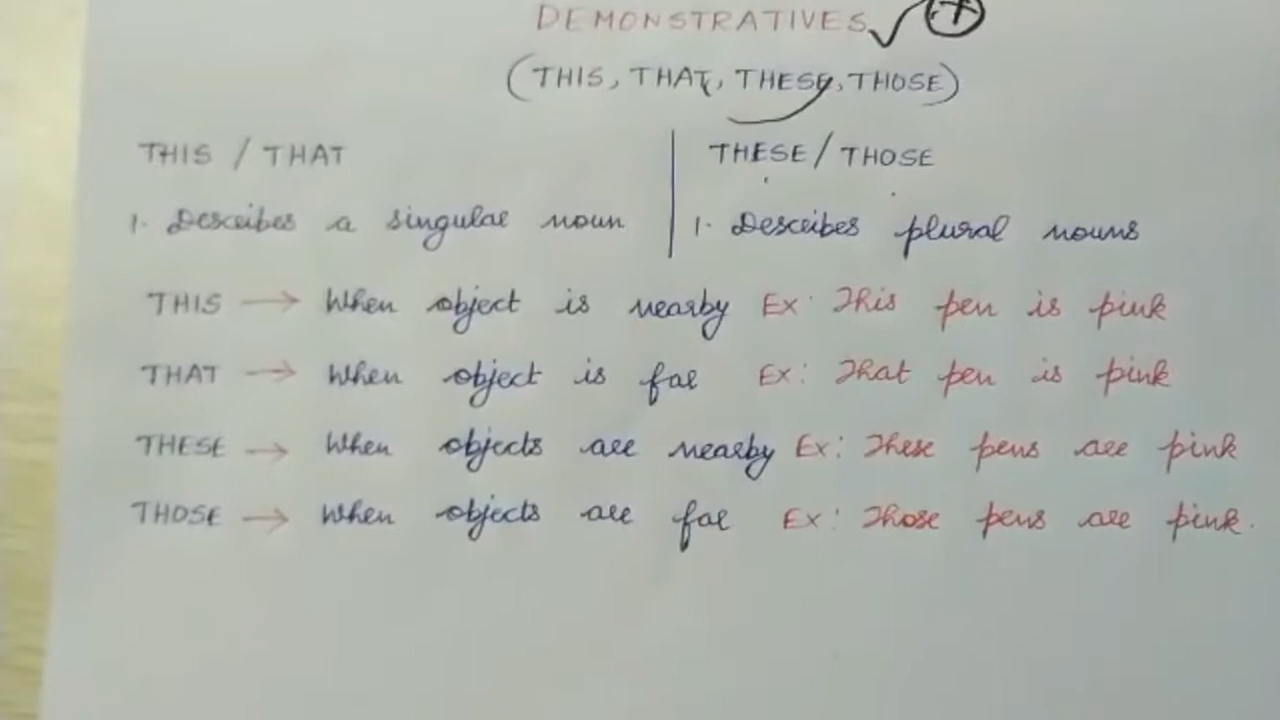 DEMONSTRATIVES
(THIS, THAT, THESE, THOSE)
THIS / THAT
1. Describes a singular noun
THESE / THOSE
1. Describes plural nouns
THIS → When object is nearby Ex: This pen is pink
THAT → When object is far Ex: That pen is pink
THESE → When objects are nearby Ex: These pens are pink
THOSE → When objects are far Ex: Those pens are pink.